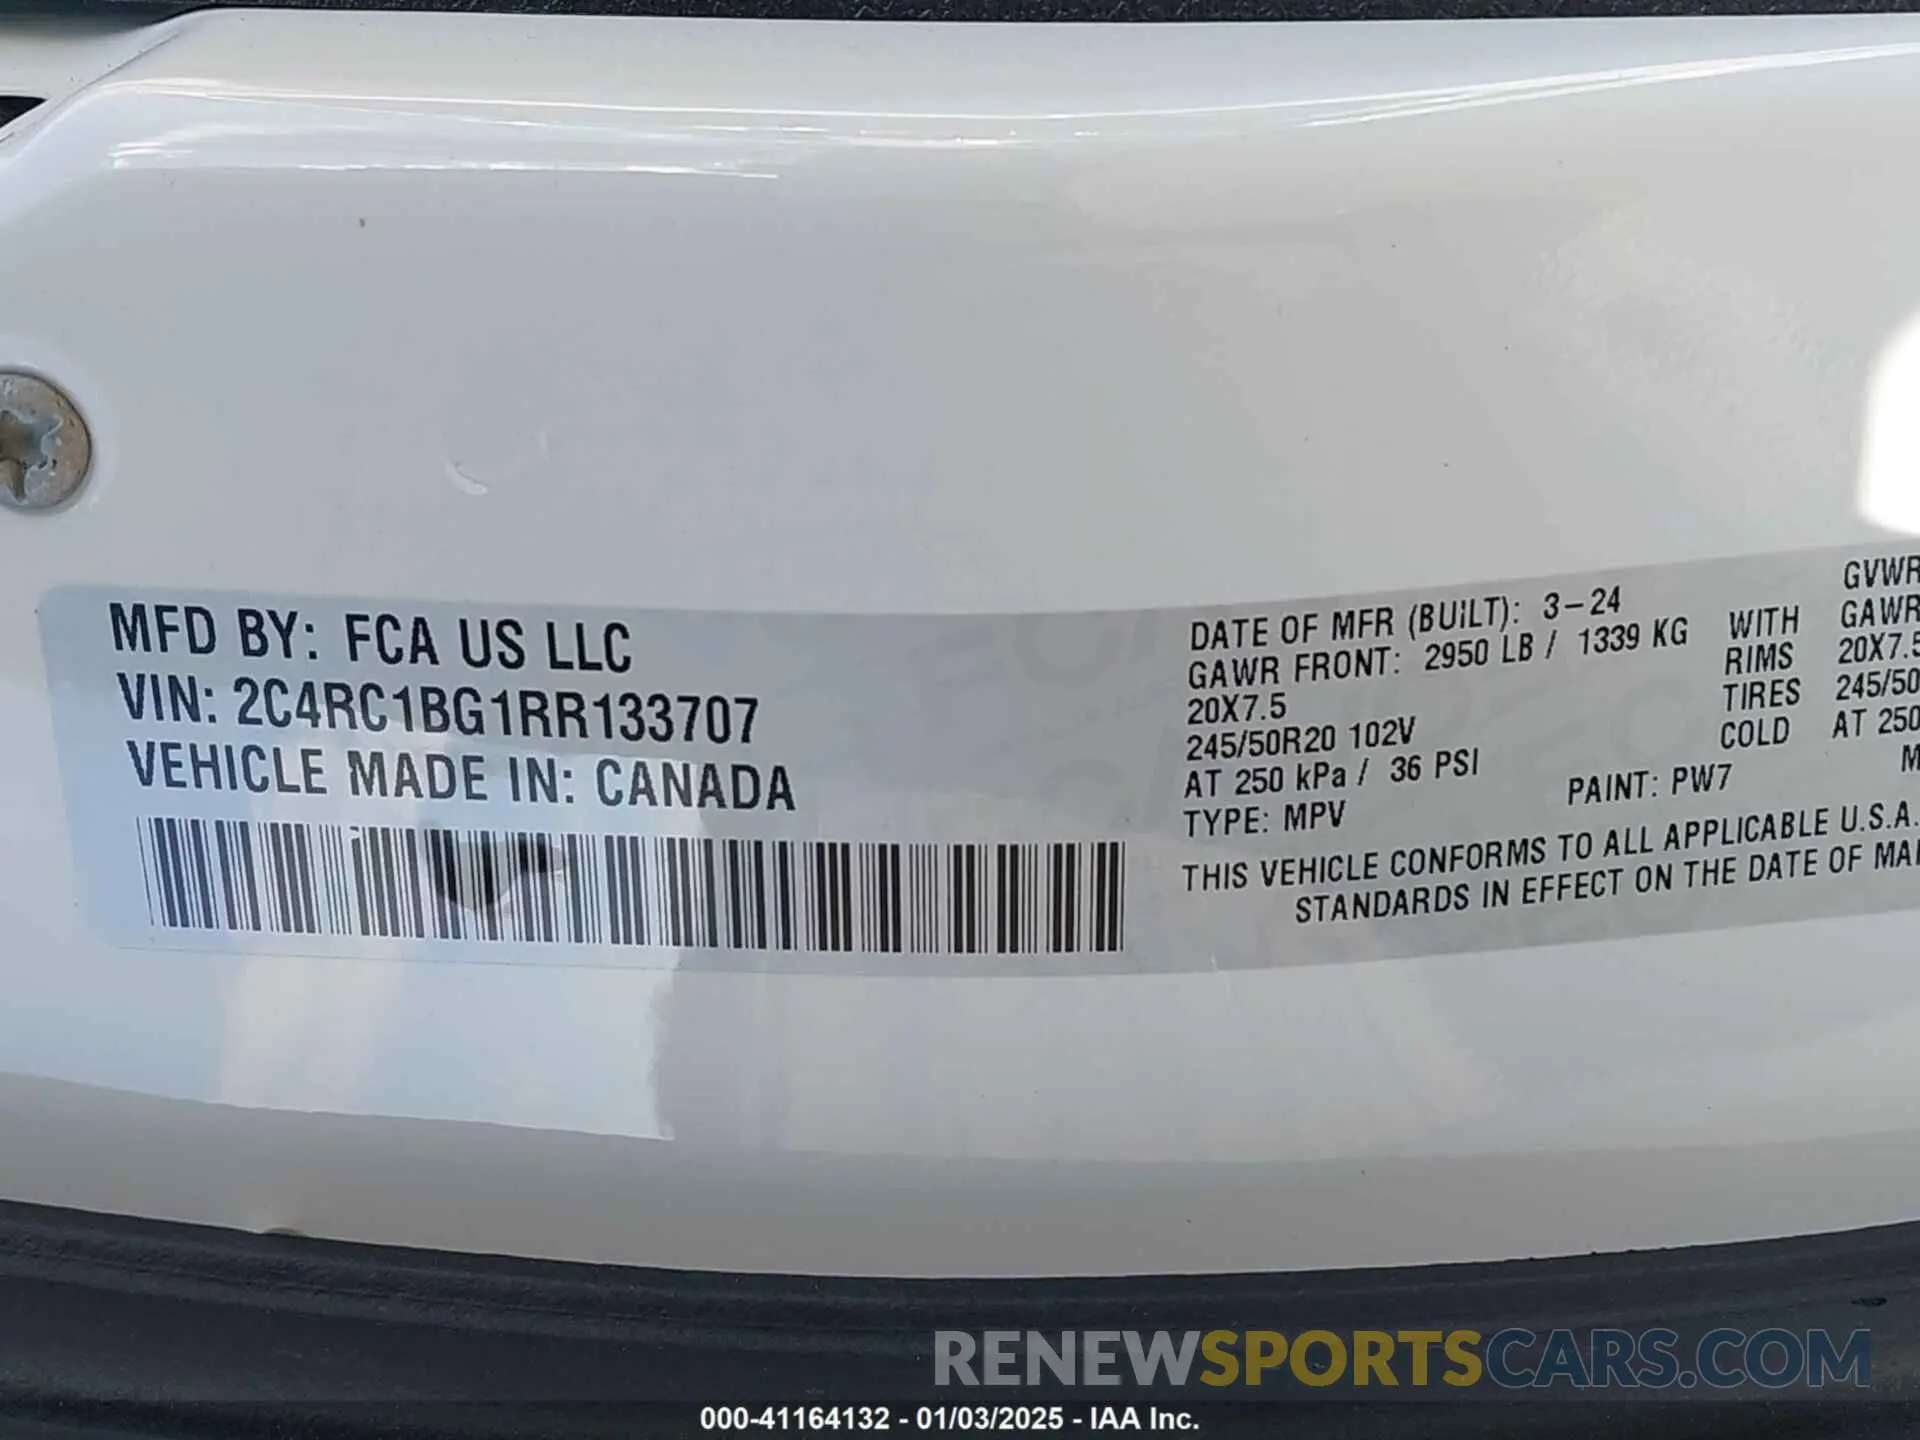 MFD BY: FCA US LLC
VIN: 2C4RC1BG1RR133707
VEHICLE MADE IN: CANADA
DATE OF MFR (BUILT): 3-24
GAWR FRONT: 2950 LB / 1339 KG
20X7.5
245/50R20 102V
AT 250 kPa / 36 PSI
TYPE: MPV
PAINT: PW7
WITH
RIMS
TIRES
COLD
GVWR
GAWR
20X7.5
245/50
AT 250
M
THIS VEHICLE CONFORMS TO ALL APPLICABLE U.S.A.
STANDARDS IN EFFECT ON THE DATE OF MA
RENEWSPORTSCARS.COM
000-41164132 - 01/03/2025 - IAA Inc.